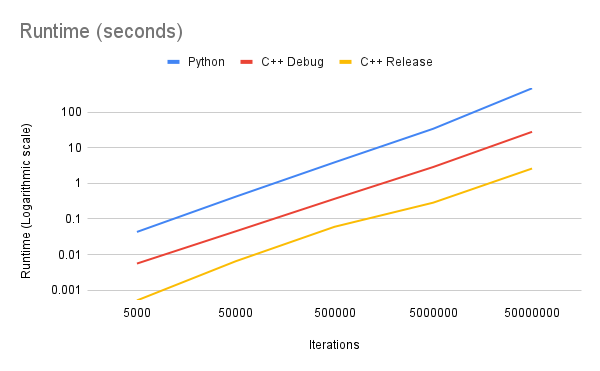 Runtime (seconds)
Python C++ Debug C++ Release
Runtime (Logarithmic scale)
100
10
1
0.1
0.01
0.001
5000 50000 500000 5000000 50000000
Iterations